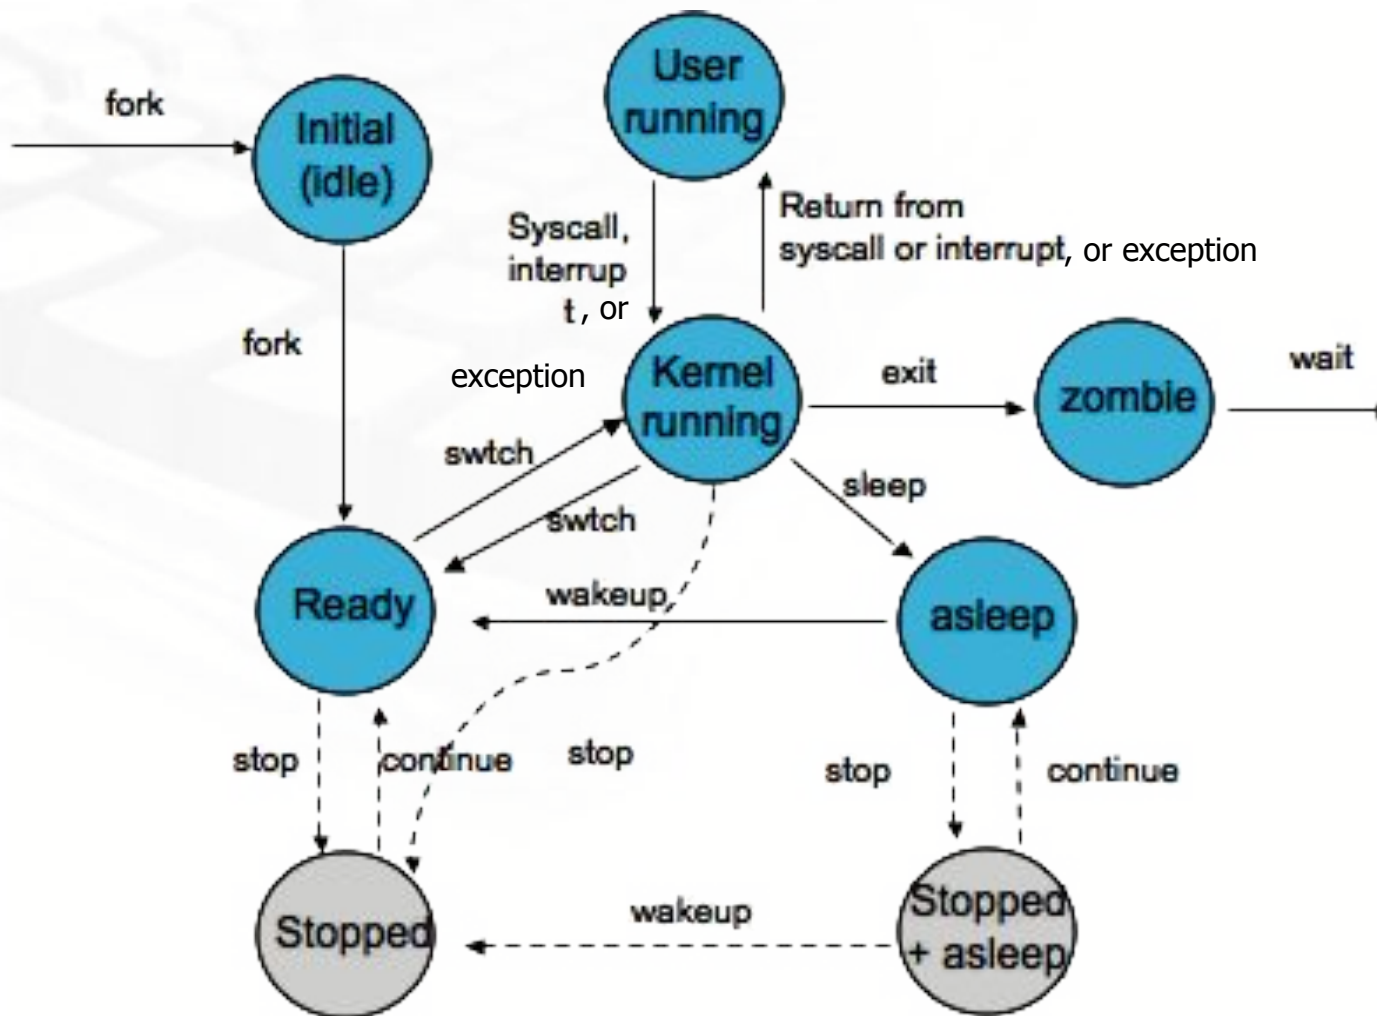 fork
Initial
(idle)
User
running
Syscall,
interrup
t, or
exception
Return from
syscall or interrupt, or exception
fork
Kernel
running
exit
zombie
wait
swtch
swtch
sleep
Ready
wakeup
asleep
stop
continue
stop
stop
continue
Stopped
wakeup
Stopped
+ asleep